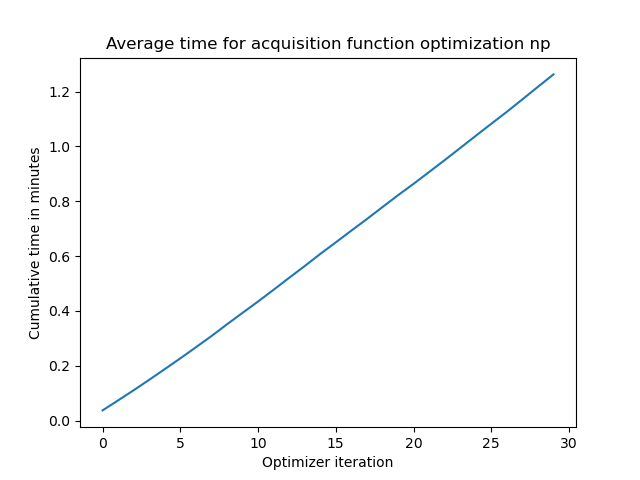 Average time for acquisition function optimization np
Cumulative time in minutes
1.2
1.0
0.8
0.6
0.4
0.2
0.0
0 5 10 15 20 25 30
Optimizer iteration